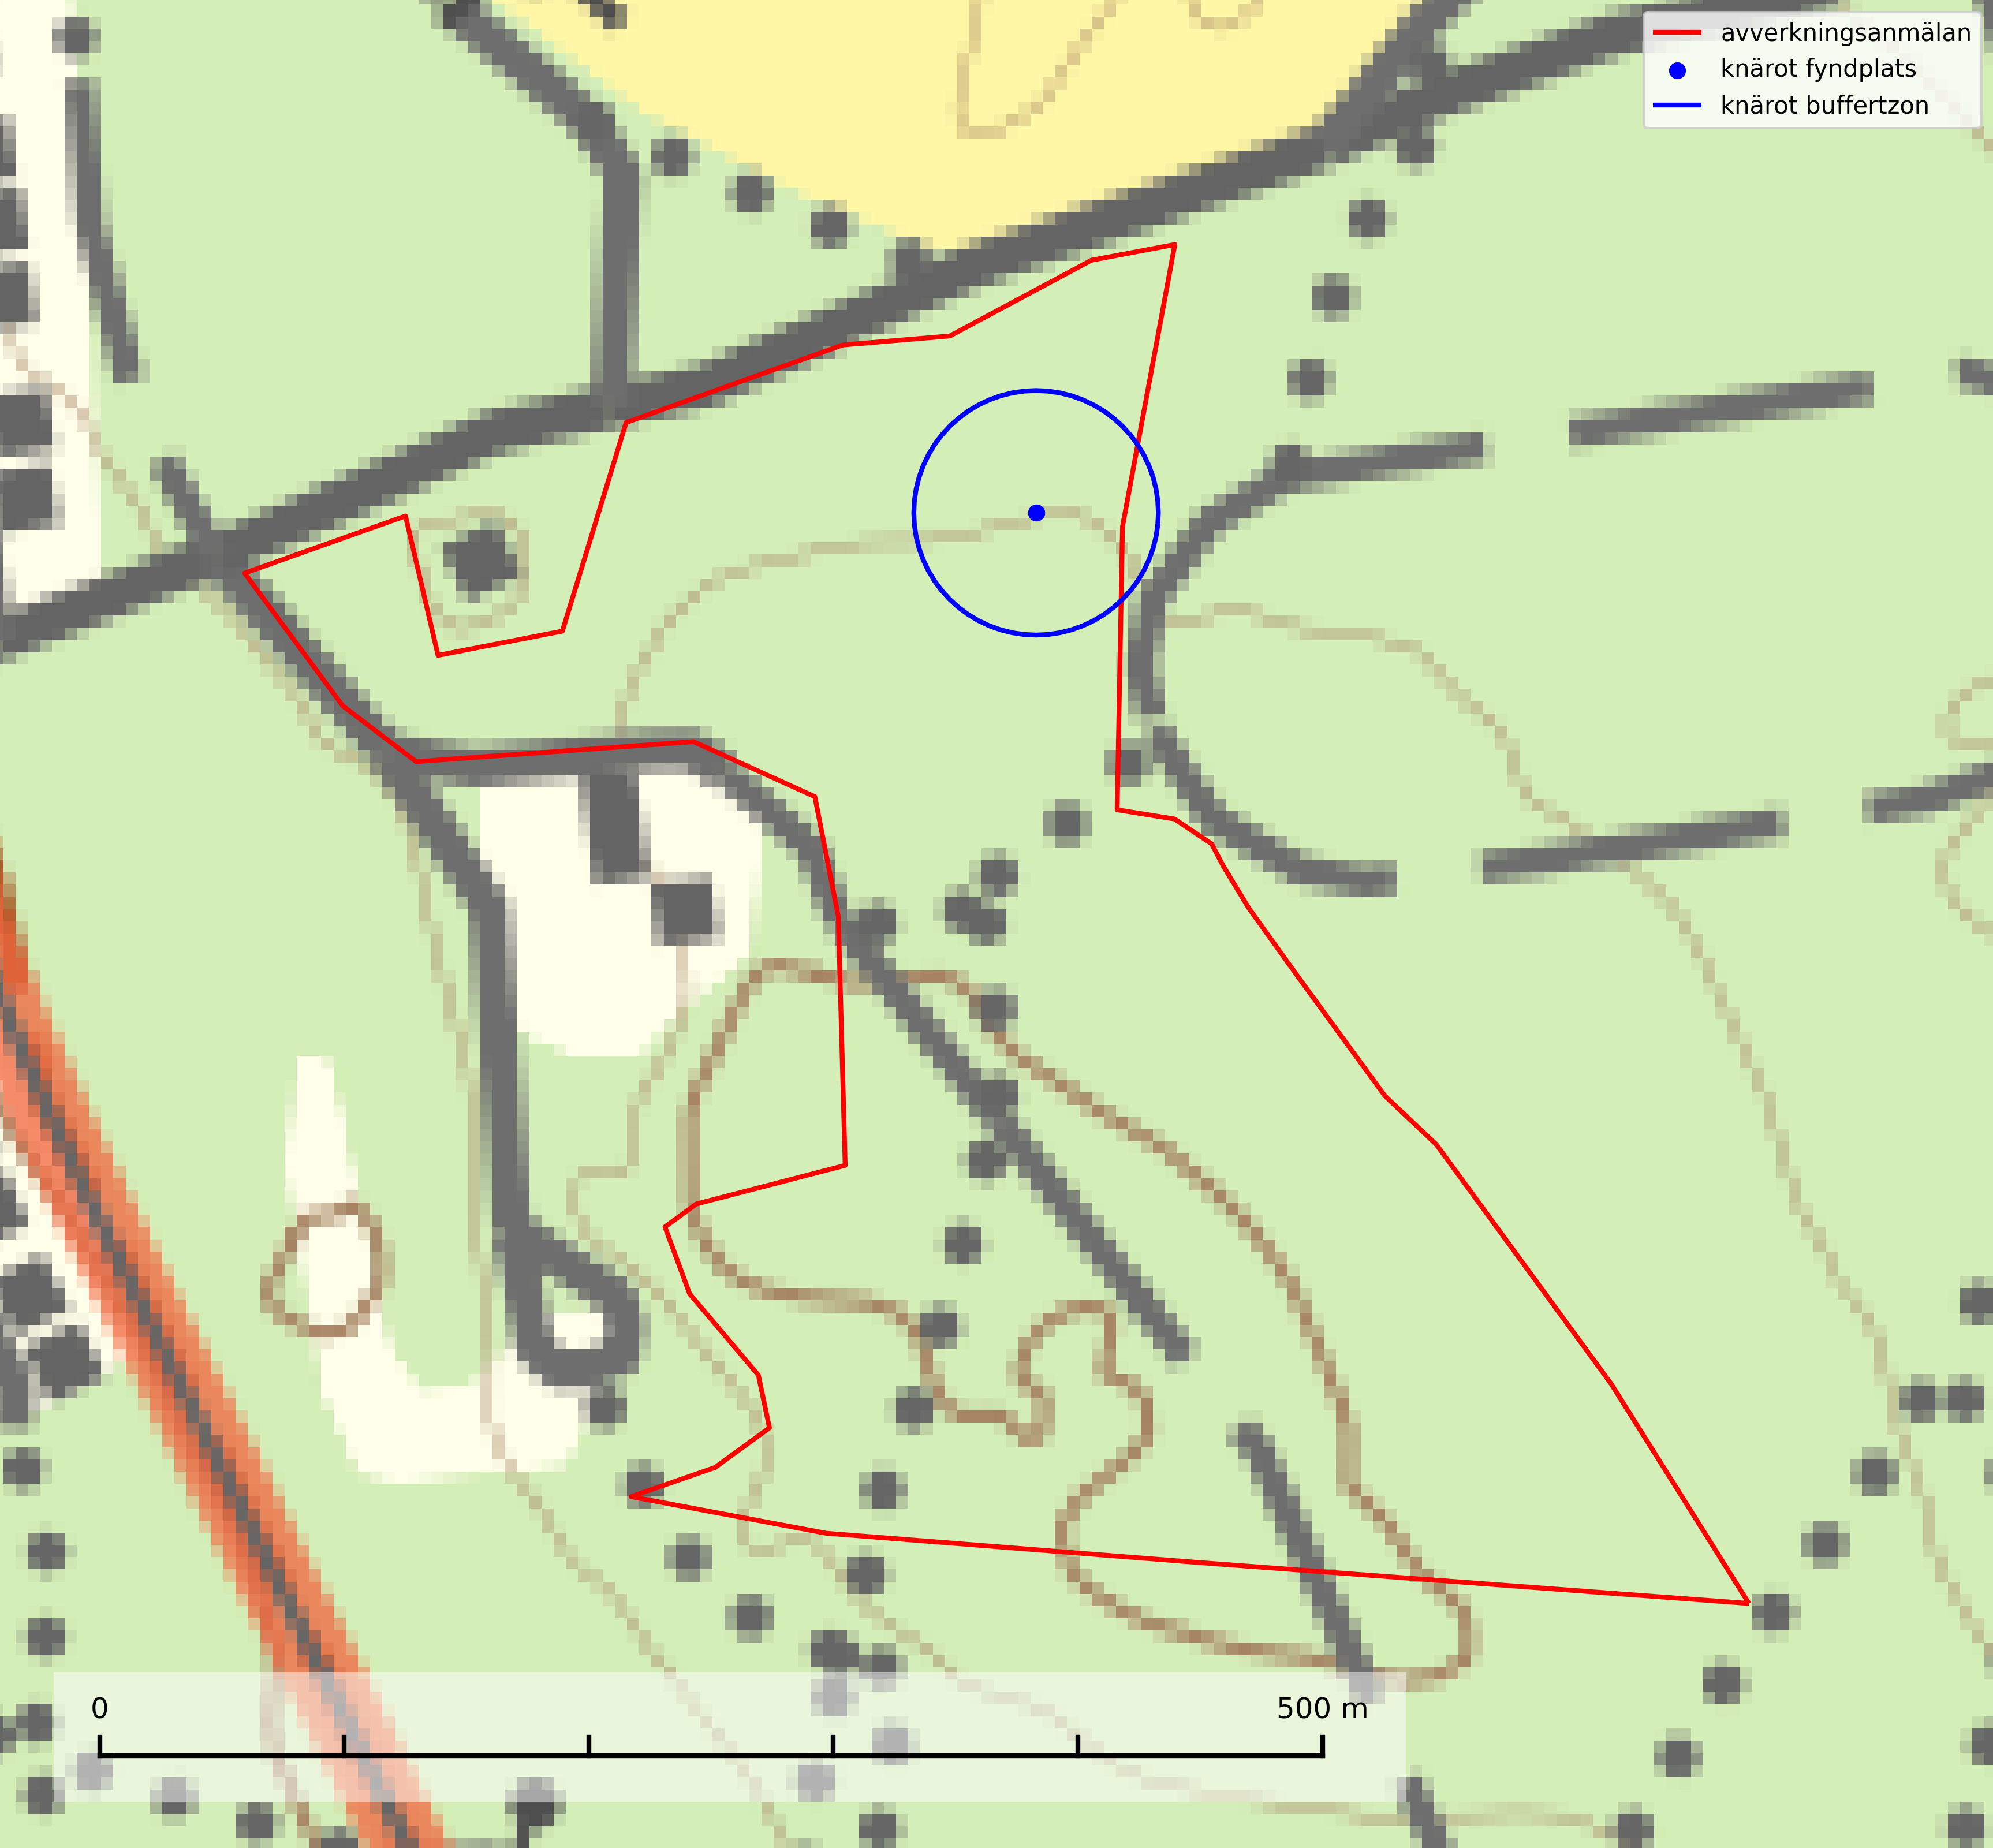 avverkningsanmälan
knärot fyndplats
knärot buffertzon
0
500 m